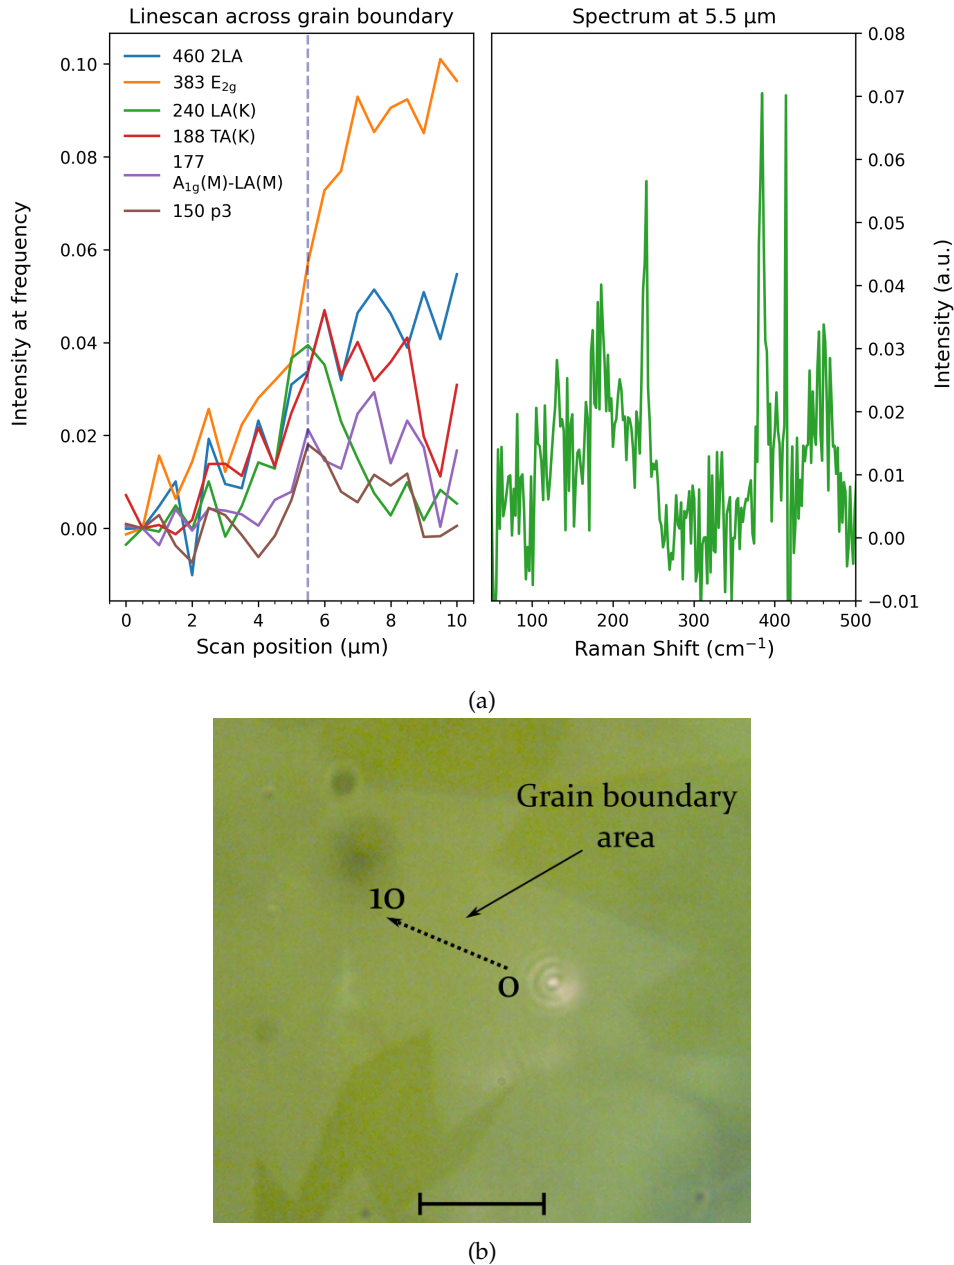 Linescan across grain boundary
Spectrum at 5.5 µm
460 2LA
383 E2g
240 LA(K)
188 TA(K)
177
A1g(M)-LA(M)
150 p3
Intensity at frequency
0.10
0.08
0.06
0.04
0.02
0.00
0 2 4 6 8 10
Scan position (µm)
0.08
0.07
0.06
0.05
0.04
0.03
0.02
0.01
0.00
−0.01
Intensity (a.u.)
100 200 300 400 500
Raman Shift (cm−1)
(a)
Grain boundary
area
10
0
(b)